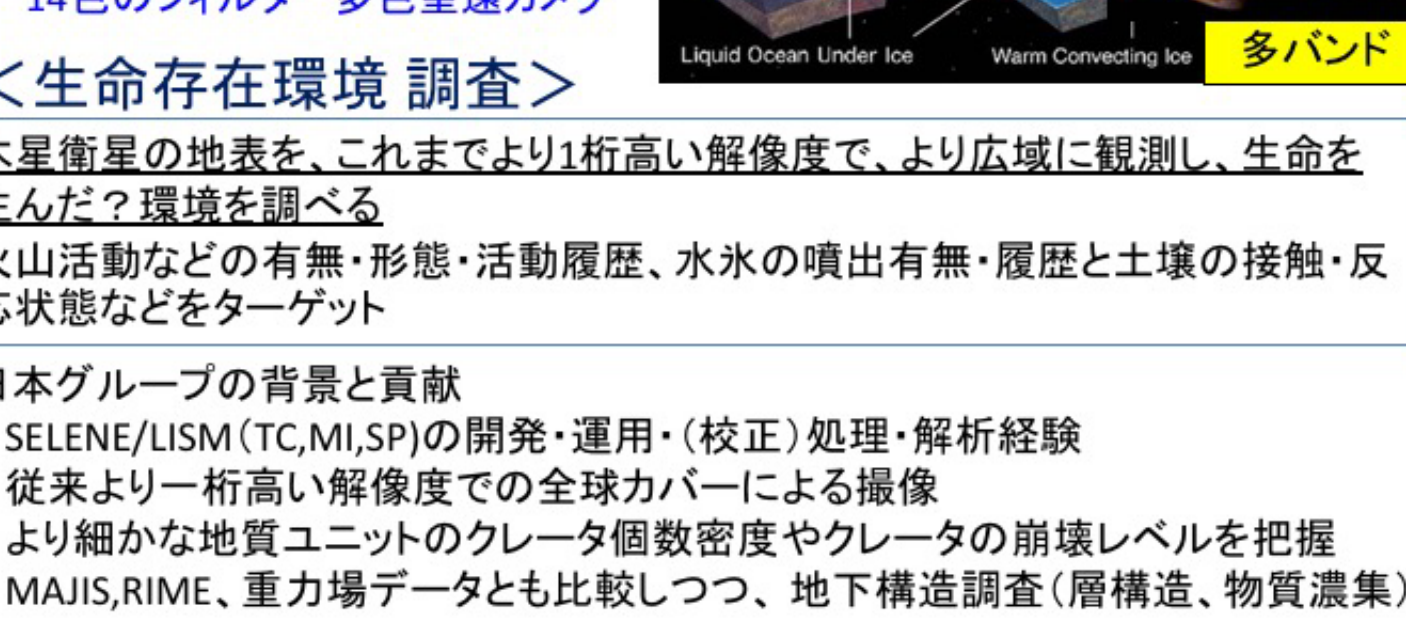 14色のフィルター 多色望遠カメラ
Liquid Ocean Under Ice
Warm Convecting Ice
多バンド
＜生命存在環境 調査＞
星衛星の地表を、これまでより1桁高い解像度で、より広域に観測し、生命を
んだ？環境を調べる
山活動などの有無・形態・活動履歴、水氷の噴出有無・履歴と土壌の接触・反
状態などをターゲット
本グループの背景と貢献
SELENE/LISM（TC,MI,SP)の開発・運用・（校正）処理・解析経験
従来より一桁高い解像度での全球カバーによる撮像
より細かな地質ユニットのクレータ個数密度やクレータの崩壊レベルを把握
MAJIS,RIME、重力場データとも比較しつつ、地下構造調査（層構造、物質濃集）